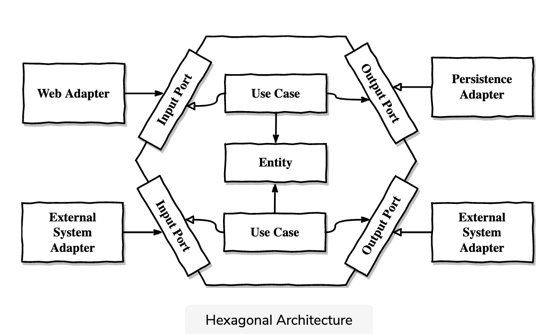 Web Adapter
Input Port
Use Case
Output Port
Persistence
Adapter
Entity
External
System
Adapter
Input Port
Use Case
Output Port
External
System
Adapter
Hexagonal Architecture